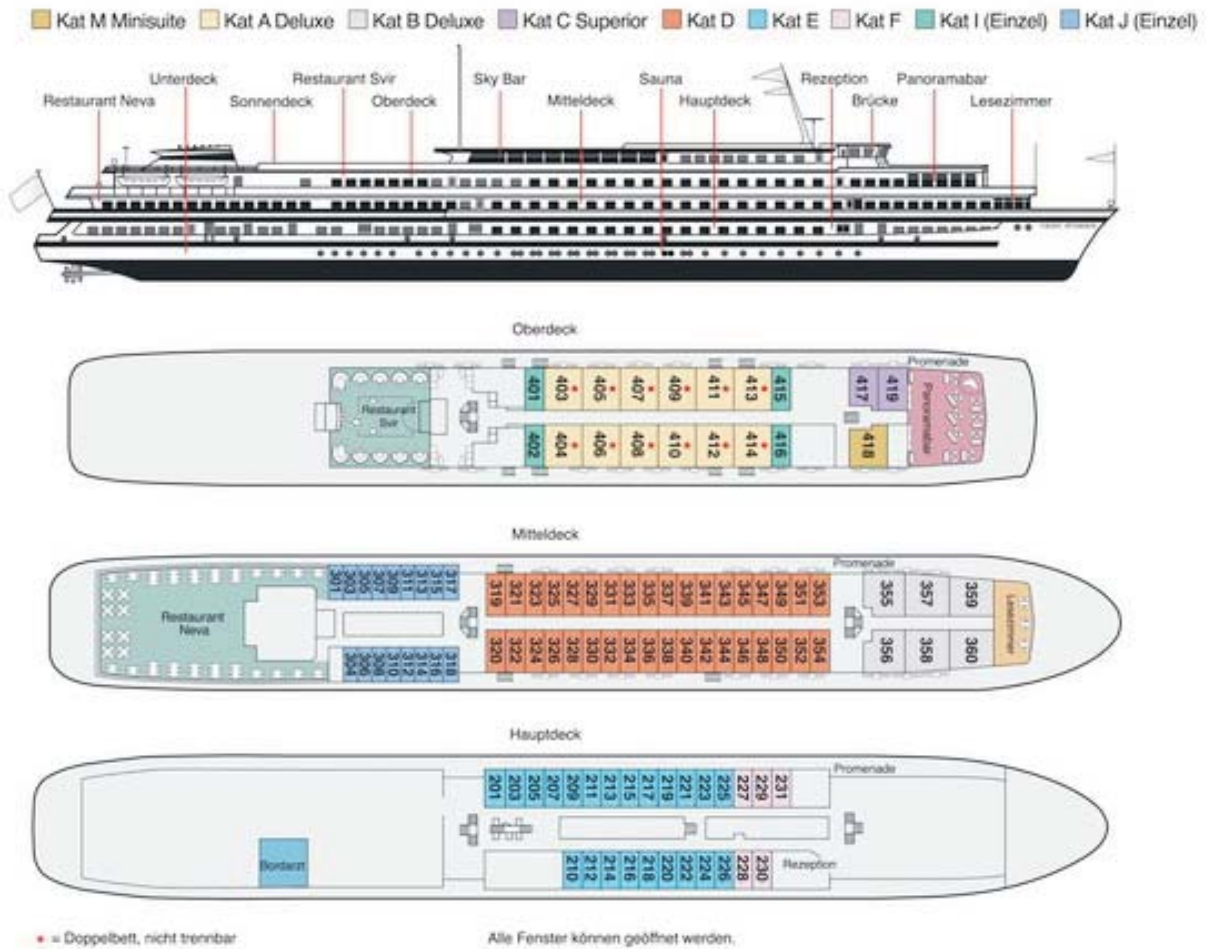 Kat M Minisuite Kat A Deluxe Kat B Deluxe Kat C Superior Kat D Kat E Kat F Kat I (Einzel) Kat J (Einzel)
Unterdeck Restaurant Svir Sky Bar Sauna Rezeption Panoramabar
Restaurant Neva Sonnendeck Oberdeck Mitteldeck Hauptdeck Brücke Lesezimmer
Oberdeck
Promenade
401 403 405 407 409 411 413 415 417 419
Restaurant
Svir
Panoramabar
402 404 406 408 410 412 414 416 418
Mitteldeck
Promenade
301 303 305 307 309 311 313 315 317
319 321 323 325 327 329 331 333 335 337 339 341 343 345 347 349 351 353
355 357 359
Restaurant
Neva
Lesezimmer
304 306 308 310 312 314 316 318
320 322 324 326 328 330 332 334 336 338 340 342 344 346 348 350 352 354
356 358 360
Hauptdeck
Promenade
201 203 205 207 209 211 213 215 217 219 221 223 225 227 229 231
Bordarzt
210 212 214 216 218 220 222 224 226 228 230
Rezeption
* = Doppelbett, nicht trennbar
Alle Fenster können geöffnet werden.